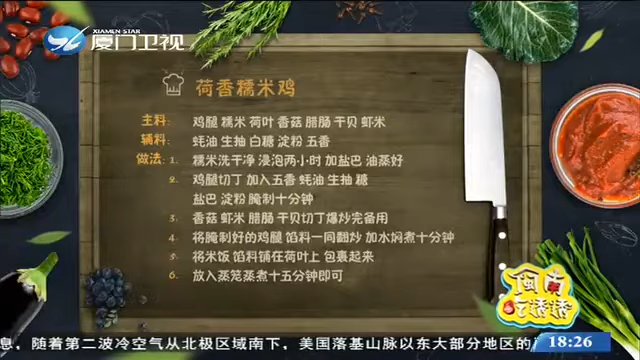 XIAMEN STAR
厦门卫视
荷香糯米鸡
主料： 鸡腿 糯米 荷叶 香菇 腊肠 干贝 虾米
辅料： 蚝油 生抽 白糖 淀粉 五香
做法： 1. 糯米洗干净 浸泡两小时 加盐巴 油蒸好
2. 鸡腿切丁 加入五香 蚝油 生抽 糖
盐巴 淀粉 腌制十分钟
3. 香菇 虾米 腊肠 干贝切丁爆炒完备用
4. 将腌制好的鸡腿 馅料一同翻炒 加水焖煮十分钟
5. 将米饭 馅料铺在荷叶上 包裹起来
6. 放入蒸笼蒸煮十五分钟即可
闽南
吃透透
息，随着第二波冷空气从北极区域南下，美国落基山脉以东大部分地区的
18:26